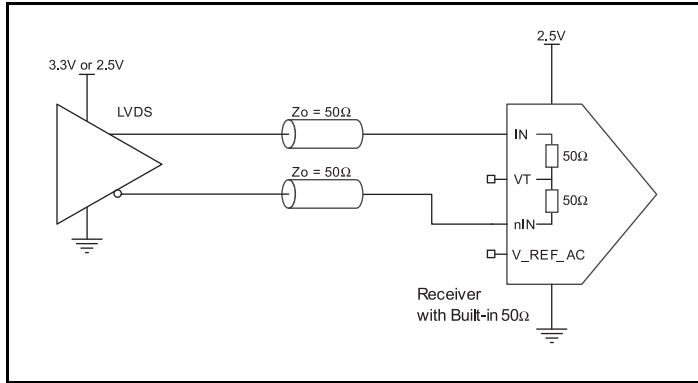 2.5V
3.3V or 2.5V
LVDS
Zo = 50Ω
IN
50Ω
Zo = 50Ω
VT
50Ω
nIN
V_REF_AC
Receiver
with Built-in 50Ω